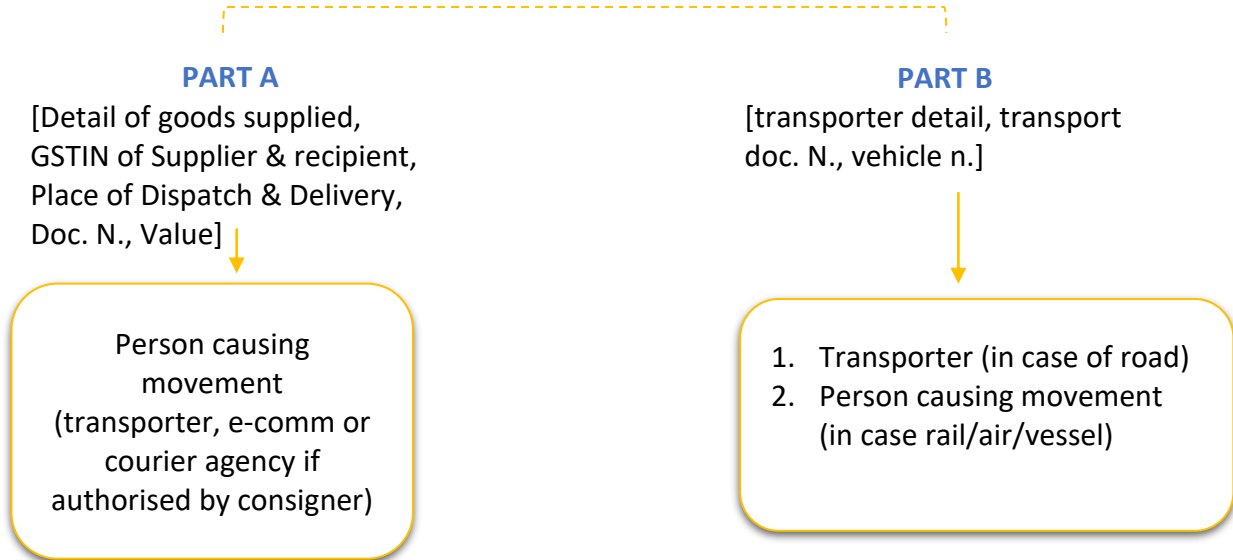 PART A
[Detail of goods supplied,
GSTIN of Supplier & recipient,
Place of Dispatch & Delivery,
Doc. N., Value]
Person causing
movement
(transporter, e-comm or
courier agency if
authorised by consigner)
PART B
[transporter detail, transport
doc. N., vehicle n.]
1. Transporter (in case of road)
2. Person causing movement
(in case rail/air/vessel)